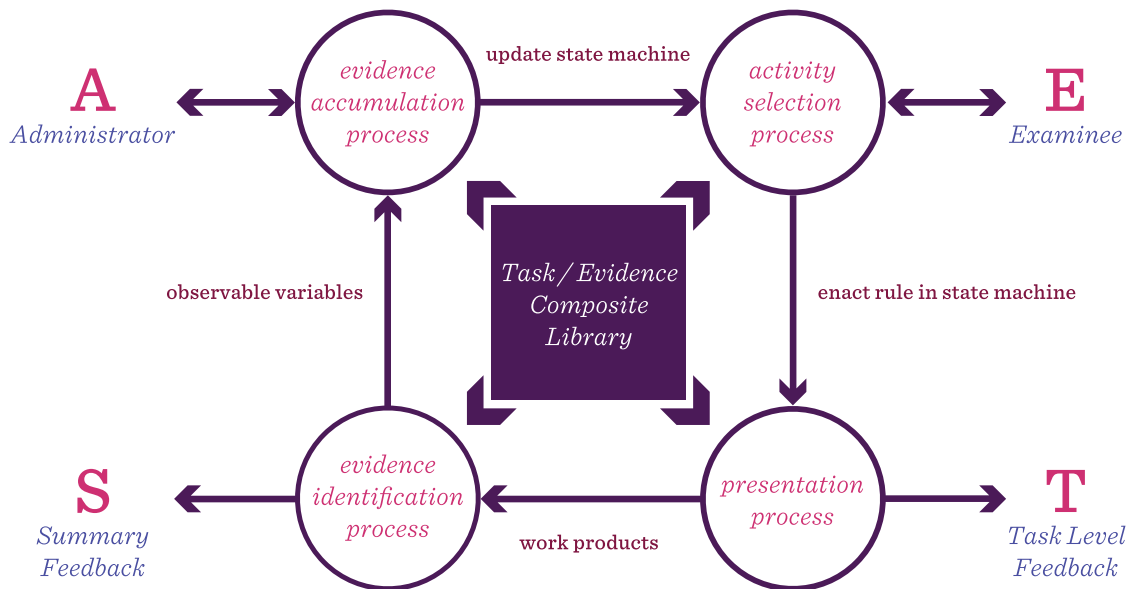 A
Administrator
evidence
accumulation
process
update state machine
activity
selection
process
E
Examinee
observable variables
Task / Evidence
Composite
Library
enact rule in state machine
S
Summary
Feedback
evidence
identification
process
work products
presentation
process
T
Task Level
Feedback